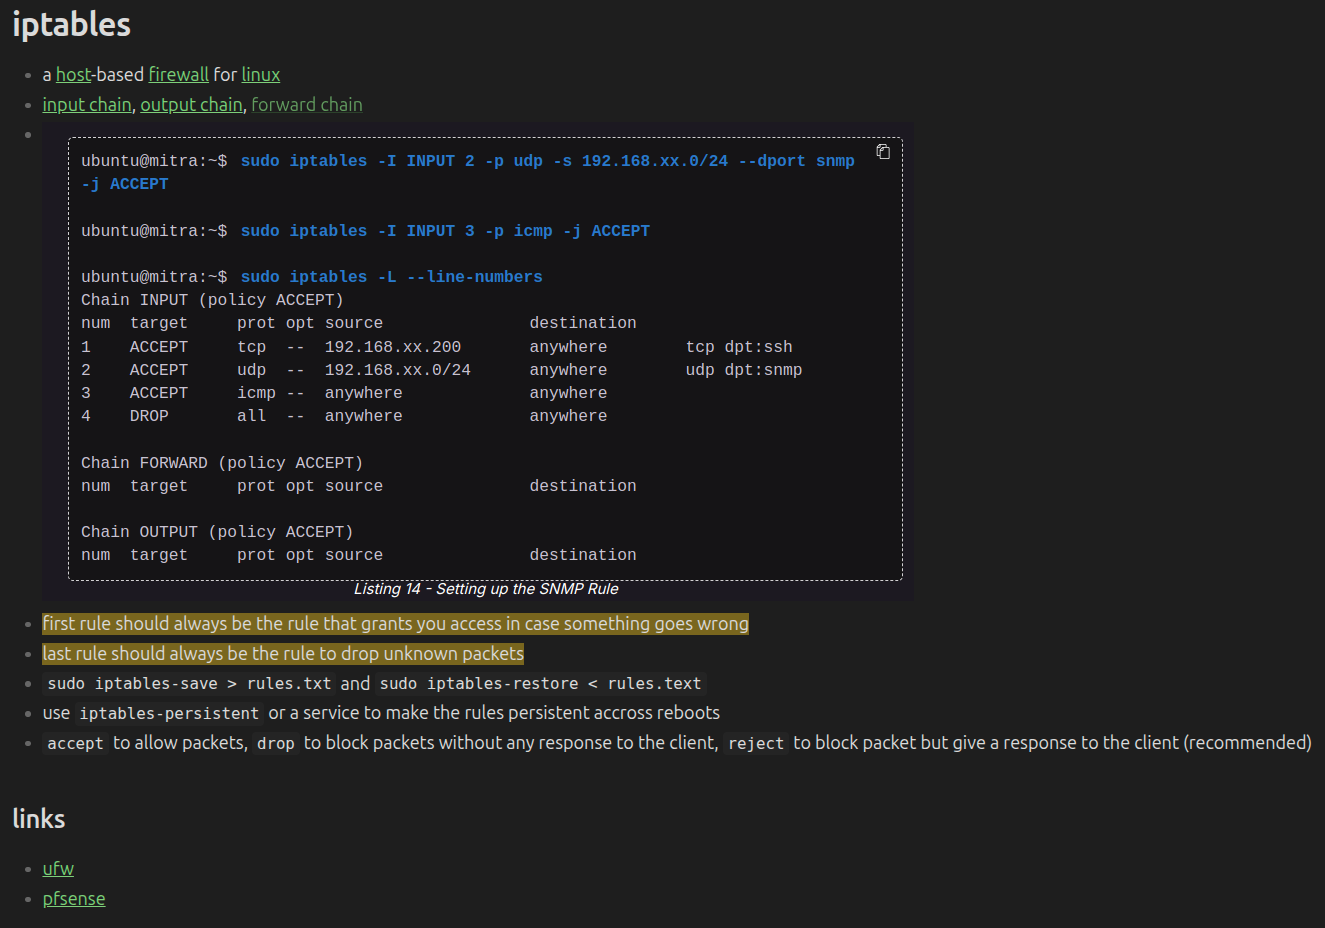 iptables
a host-based firewall for linux
input chain, output chain, forward chain
ubuntu@mitra:~$ sudo iptables -I INPUT 2 -p udp -s 192.168.xx.0/24 --dport snmp
-j ACCEPT
ubuntu@mitra:~$ sudo iptables -I INPUT 3 -p icmp -j ACCEPT
ubuntu@mitra:~$ sudo iptables -L --line-numbers
Chain INPUT (policy ACCEPT)
num  target     prot opt source               destination
1    ACCEPT     tcp  --  192.168.xx.200       anywhere        tcp dpt:ssh
2    ACCEPT     udp  --  192.168.xx.0/24      anywhere        udp dpt:snmp
3    ACCEPT     icmp --  anywhere             anywhere
4    DROP       all  --  anywhere             anywhere
Chain FORWARD (policy ACCEPT)
num  target     prot opt source               destination
Chain OUTPUT (policy ACCEPT)
num  target     prot opt source               destination
Listing 14 - Setting up the SNMP Rule
first rule should always be the rule that grants you access in case something goes wrong
last rule should always be the rule to drop unknown packets
sudo iptables-save > rules.txt and sudo iptables-restore < rules.text
use iptables-persistent or a service to make the rules persistent accross reboots
accept to allow packets, drop to block packets without any response to the client, reject to block packet but give a response to the client (recommended)
links
ufw
pfsense